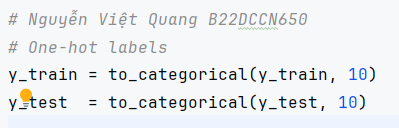 # Nguyễn Việt Quang B22DCCN650
# One-hot labels
y_train = to_categorical(y_train, 10)
y_test  = to_categorical(y_test, 10)